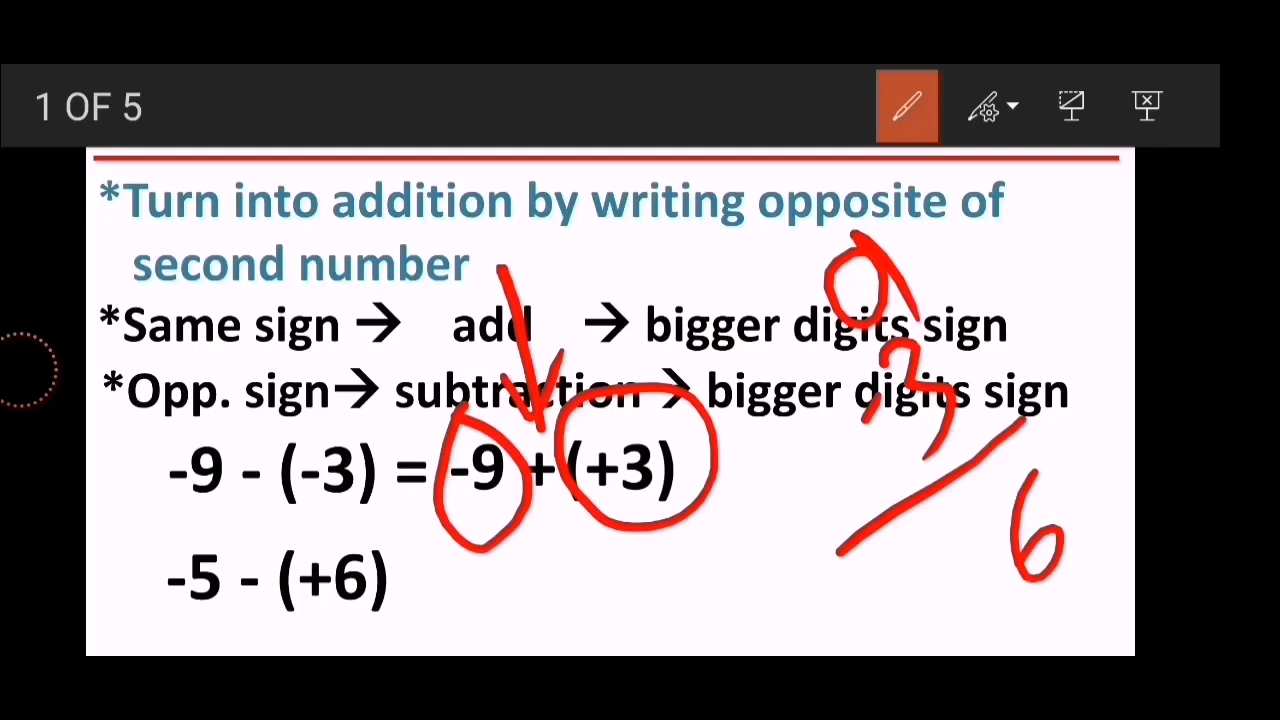 1 OF 5
*Turn into addition by writing opposite of
second number
*Same sign → add → bigger digits sign
*Opp. sign→ subtraction → bigger digits sign
-9 - (-3) = -9 + (+3)
-5 - (+6)
9
-3
6